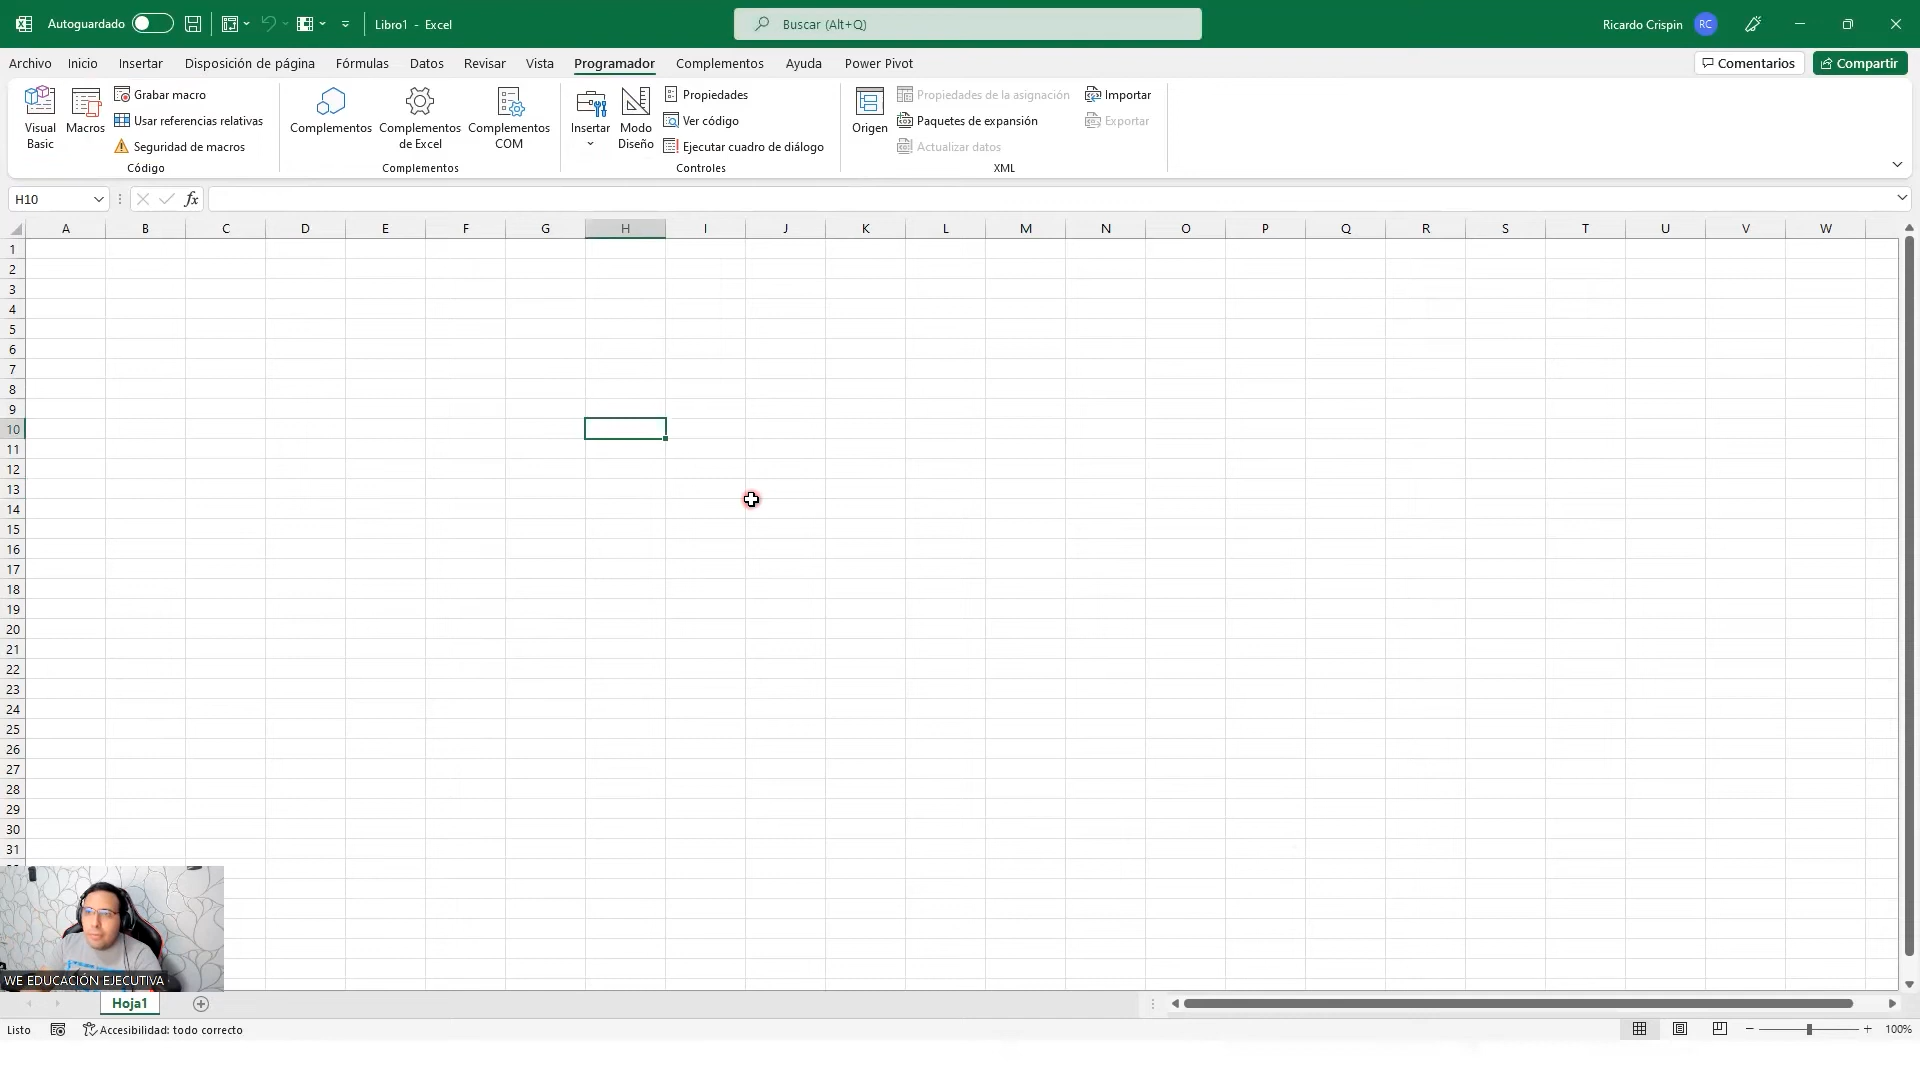 Autoguardado
Libro1 - Excel
Buscar (Alt+Q)
Ricardo Crispin
RC
Archivo Inicio Insertar Disposición de página Fórmulas Datos Revisar Vista Programador Complementos Ayuda Power Pivot
Comentarios
Compartir
Visual Basic
Macros
Grabar macro
Usar referencias relativas
Seguridad de macros
Código
Complementos
Complementos de Excel
Complementos COM
Complementos
Insertar
Modo Diseño
Propiedades
Ver código
Ejecutar cuadro de diálogo
Controles
Origen
Propiedades de la asignación
Paquetes de expansión
Actualizar datos
Importar
Exportar
XML
H10
fx
A B C D E F G H I J K L M N O P Q R S T U V W
1
2
3
4
5
6
7
8
9
10
11
12
13
14
15
16
17
18
19
20
21
22
23
24
25
26
27
28
29
30
31
WE EDUCACIÓN EJECUTIVA
Hoja1
Listo
Accesibilidad: todo correcto
100%